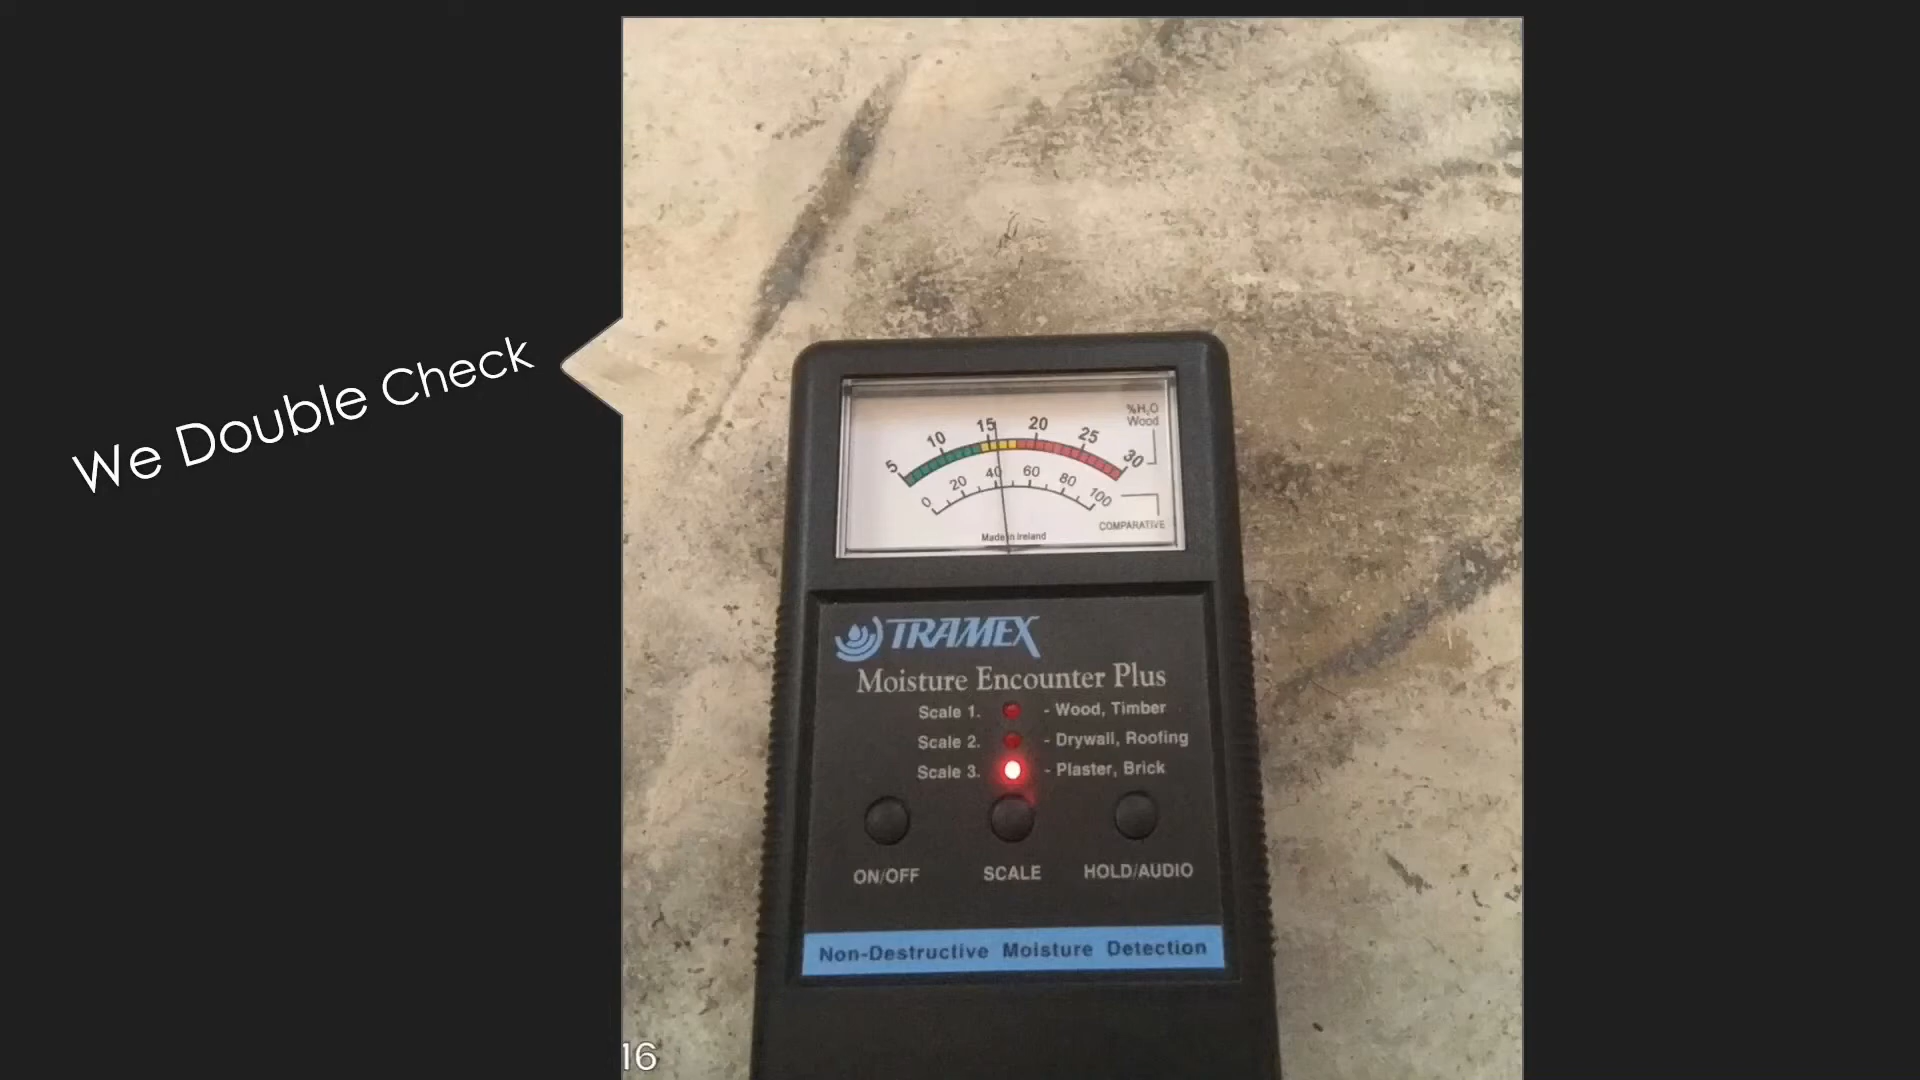 We Double Check
%H₂O
Wood
5 10 15 20 25 30
0 20 40 60 80 100
COMPARATIVE
Made in Ireland
TRAMEX
Moisture Encounter Plus
Scale 1. - Wood, Timber
Scale 2. - Drywall, Roofing
Scale 3. - Plaster, Brick
ON/OFF SCALE HOLD/AUDIO
Non-Destructive Moisture Detection
16